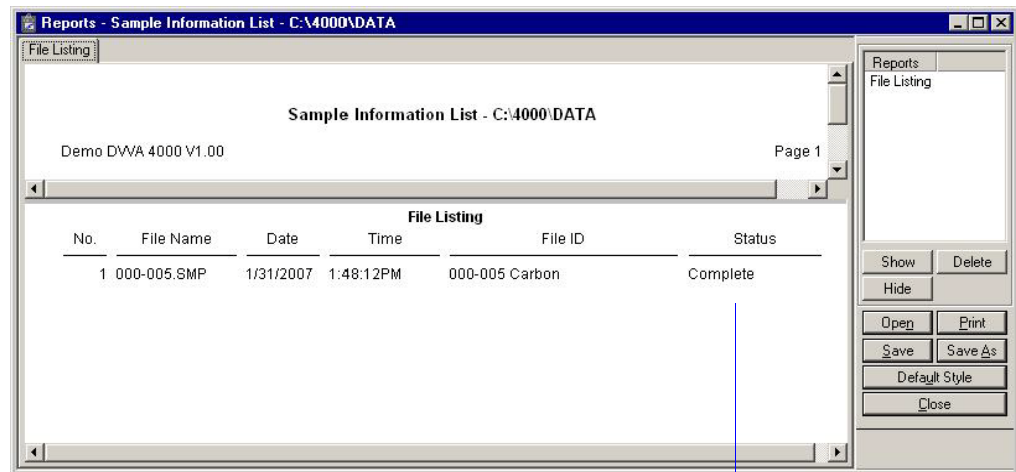 Reports - Sample Information List - C:\4000\DATA
File Listing
Sample Information List - C:\4000\DATA
Demo DVVA 4000 V1.00 Page 1
File Listing
No. File Name Date Time File ID Status
1 000-005.SMP 1/31/2007 1:48:12PM 000-005 Carbon Complete
Reports
File Listing
Show Delete
Hide
Open Print
Save Save As
Default Style
Close